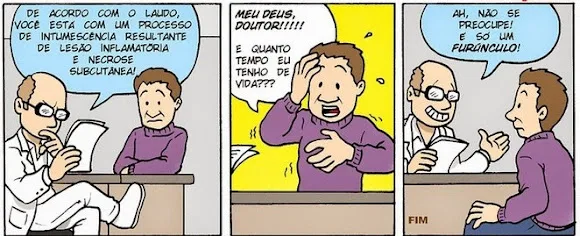 DE ACORDO COM O LAUDO,
VOCÊ ESTÁ COM UM PROCESSO
DE INTUMESCÊNCIA RESULTANTE
DE LESÃO INFLAMATÓRIA
E NECROSE
SUBCUTÂNEA!
MEU DEUS,
DOUTOR!!!!!
E QUANTO
TEMPO EU
TENHO DE
VIDA???
AH, NÃO SE
PREOCUPE!
É SÓ UM
FURÚNCULO!
FIM